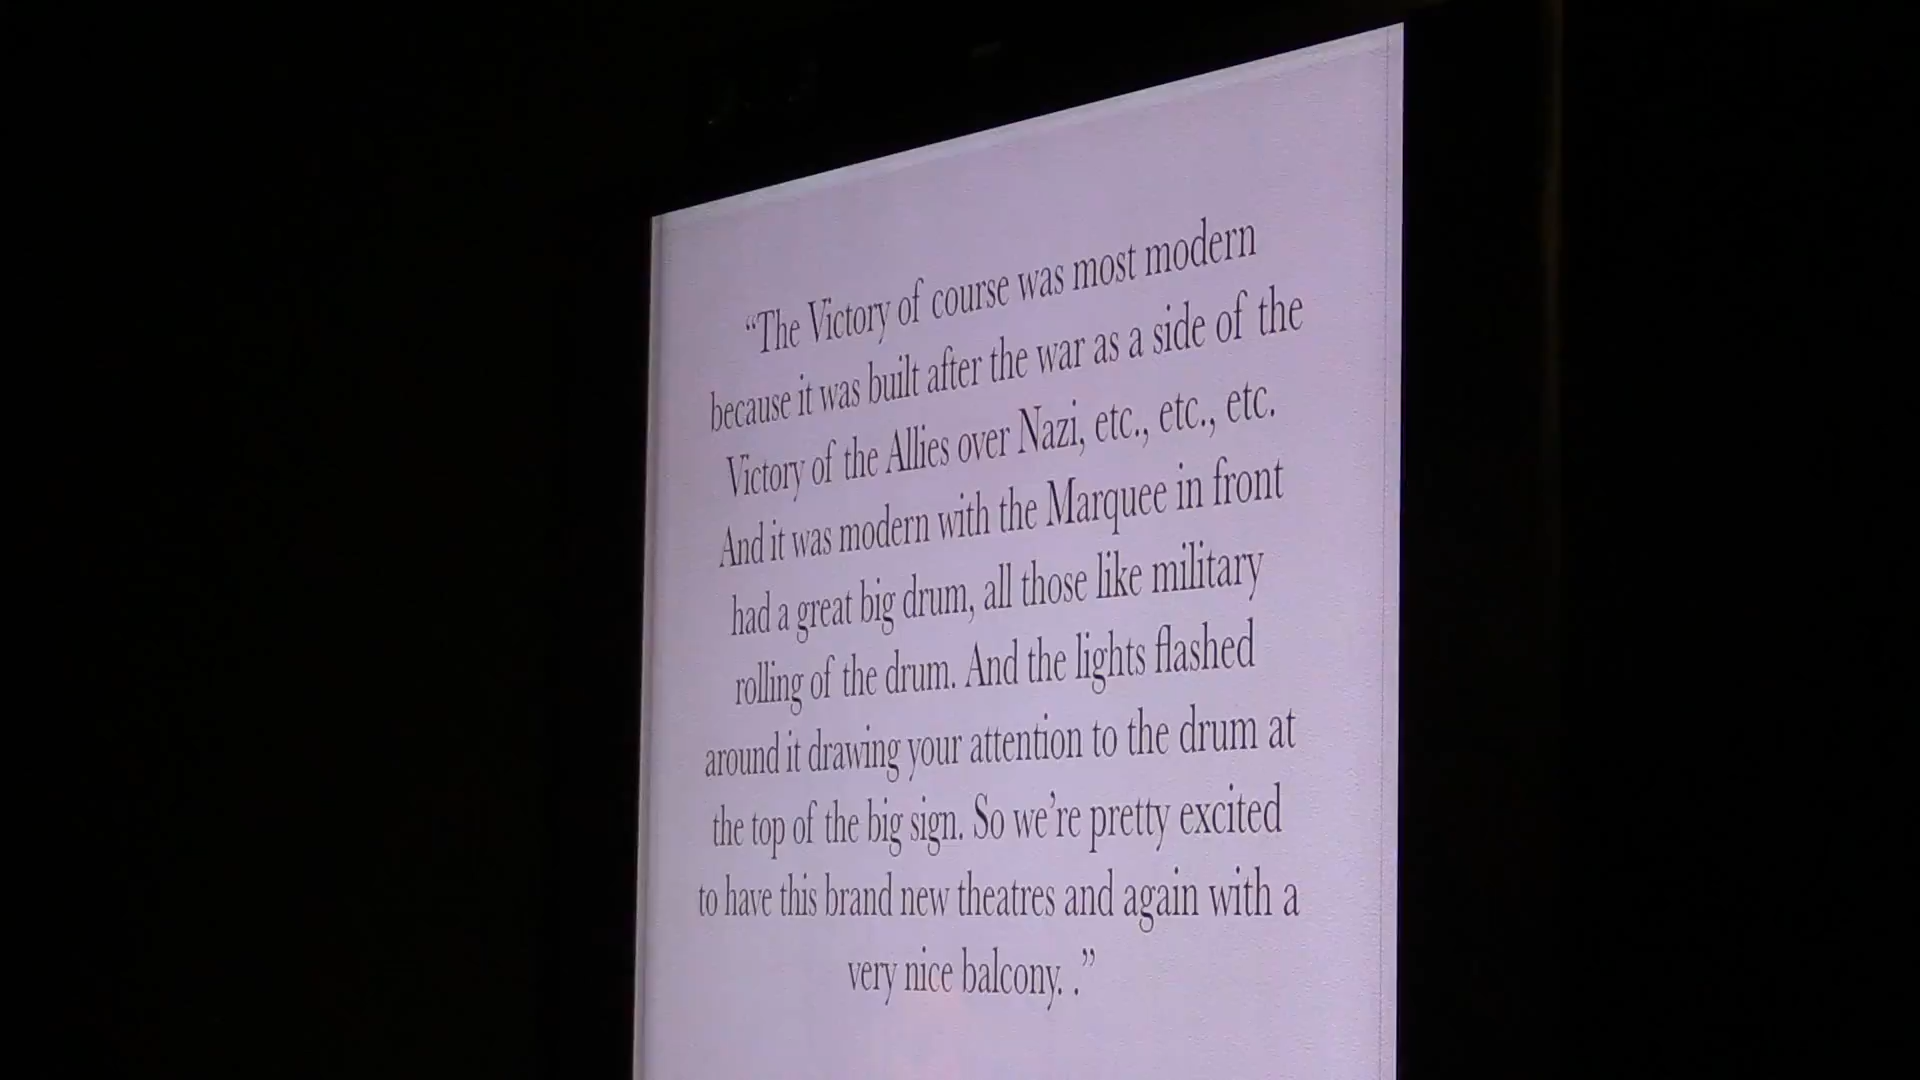 “The Victory of course was most modern
because it was built after the war as a side of the
Victory of the Allies over Nazi, etc., etc., etc.
And it was modern with the Marquee in front
had a great big drum, all those like military
rolling of the drum. And the lights flashed
around it drawing your attention to the drum at
the top of the big sign. So we’re pretty excited
to have this brand new theatres and again with a
very nice balcony. .”